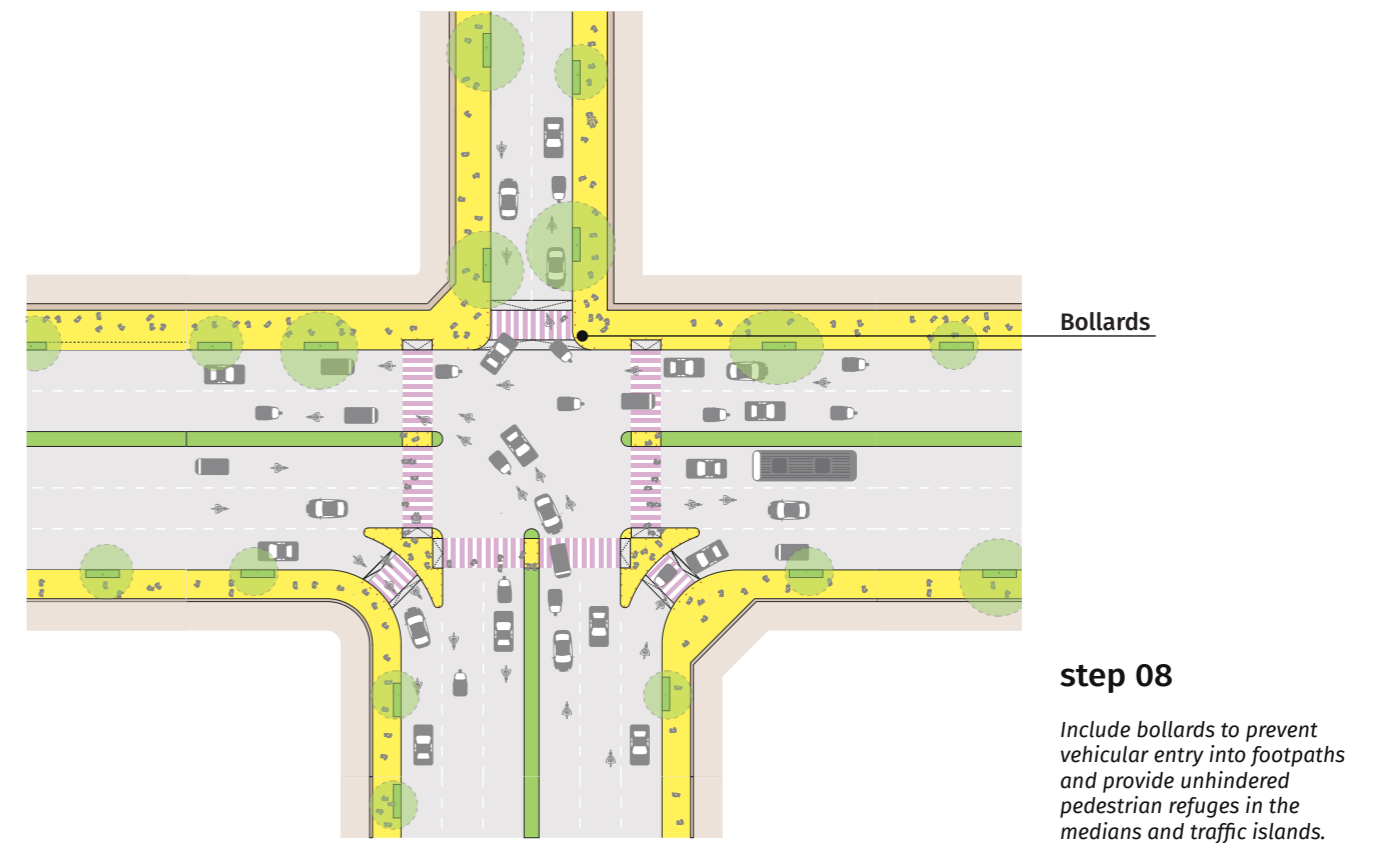 Bollards
step 08
Include bollards to prevent
vehicular entry into footpaths
and provide unhindered
pedestrian refuges in the
medians and traffic islands.